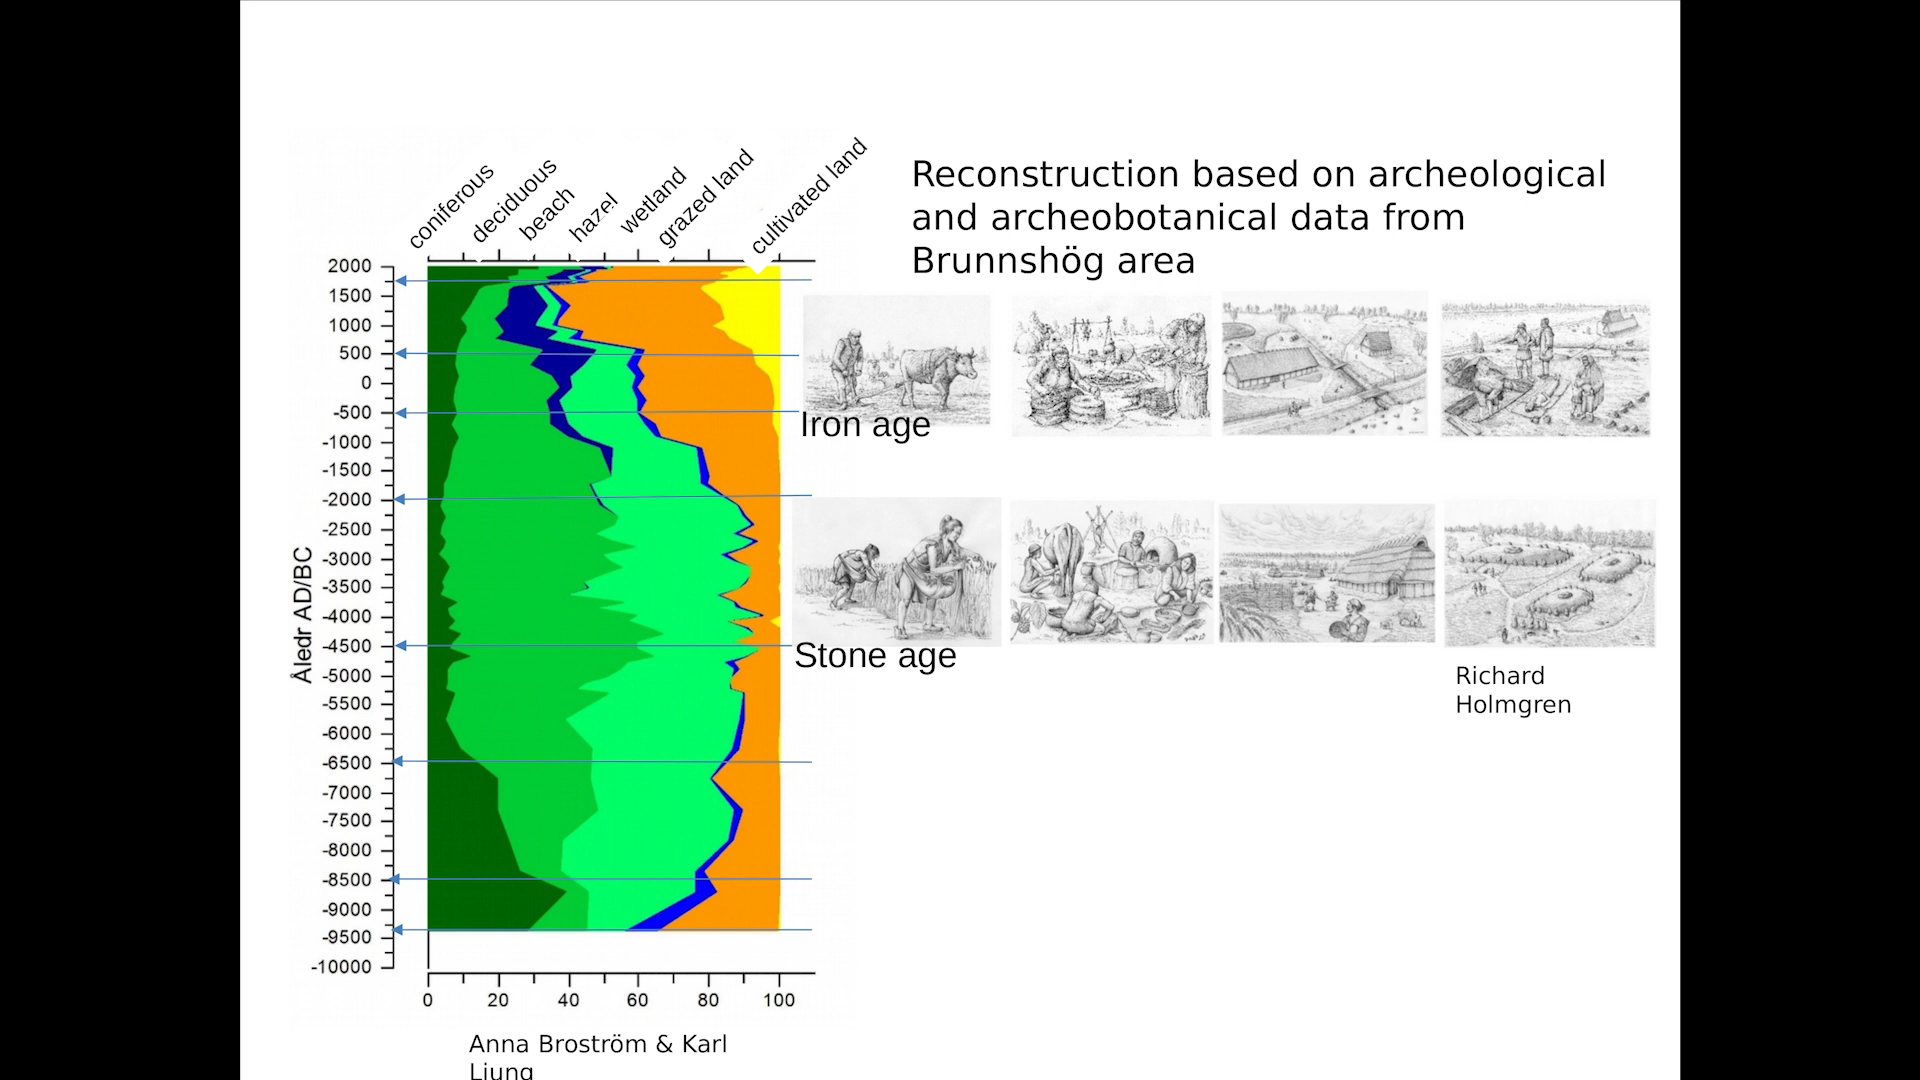 coniferous
deciduous
beach
hazel
wetland
grazed land
cultivated land
Reconstruction based on archeological
and archeobotanical data from
Brunnshög area
2000
1500
1000
500
0
-500
-1000
-1500
-2000
-2500
-3000
-3500
-4000
-4500
-5000
-5500
-6000
-6500
-7000
-7500
-8000
-8500
-9000
-9500
-10000
Åledr AD/BC
0 20 40 60 80 100
Iron age
Stone age
Richard
Holmgren
Anna Broström & Karl
Ljung